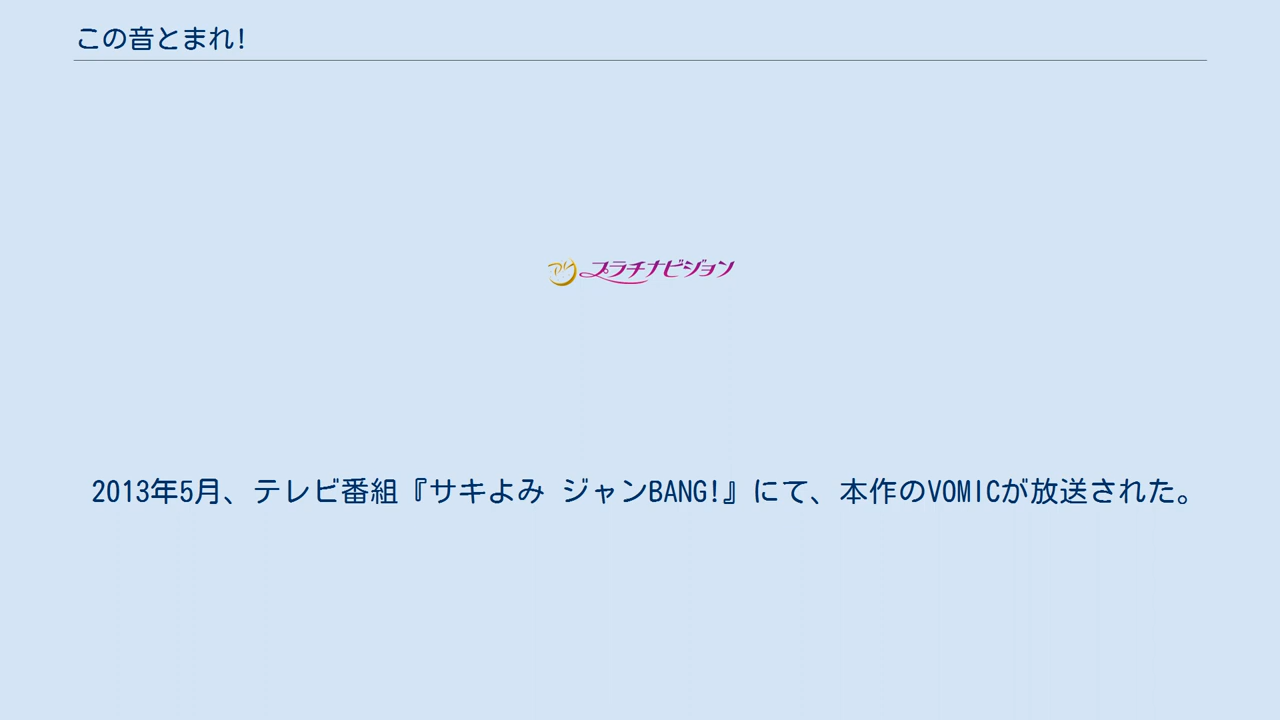 この音とまれ!
プラチナビジョン
2013年5月、テレビ番組『サキよみ ジャンBANG!』にて、本作のVOMICが放送された。